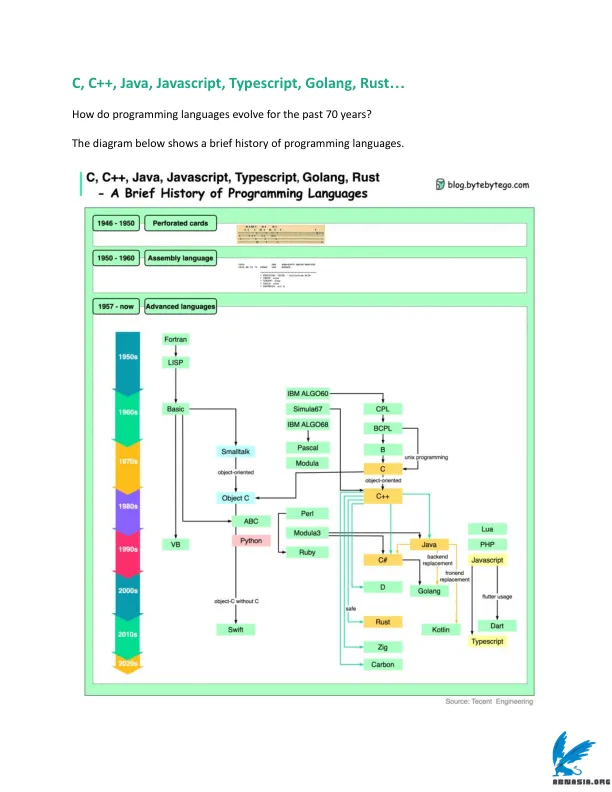 C, C++, Java, Javascript, Typescript, Golang, Rust…
How do programming languages evolve for the past 70 years?
The diagram below shows a brief history of programming languages.
C, C++, Java, Javascript, Typescript, Golang, Rust
- A Brief History of Programming Languages
blog.bytebytego.com
1946 - 1950
Perforated cards
1950 - 1960
Assembly language
1957 - now
Advanced languages
1950s
Fortran
LISP
1960s
Basic
IBM ALGO60
Simula67
IBM ALGO68
CPL
BCPL
1970s
Smalltalk
Pascal
Modula
B
unix programming
C
object-oriented
object-oriented
1980s
Object C
C++
ABC
Perl
1990s
VB
Python
Modula3
Ruby
C#
Java
Lua
PHP
Javascript
backend
replacement
fronend
replacement
2000s
D
Golang
flutter usage
object-C without C
safe
2010s
Swift
Rust
Kotlin
Dart
Typescript
Zig
2020s
Carbon
Source: Tecent Engineering
ABNASIA.ORG